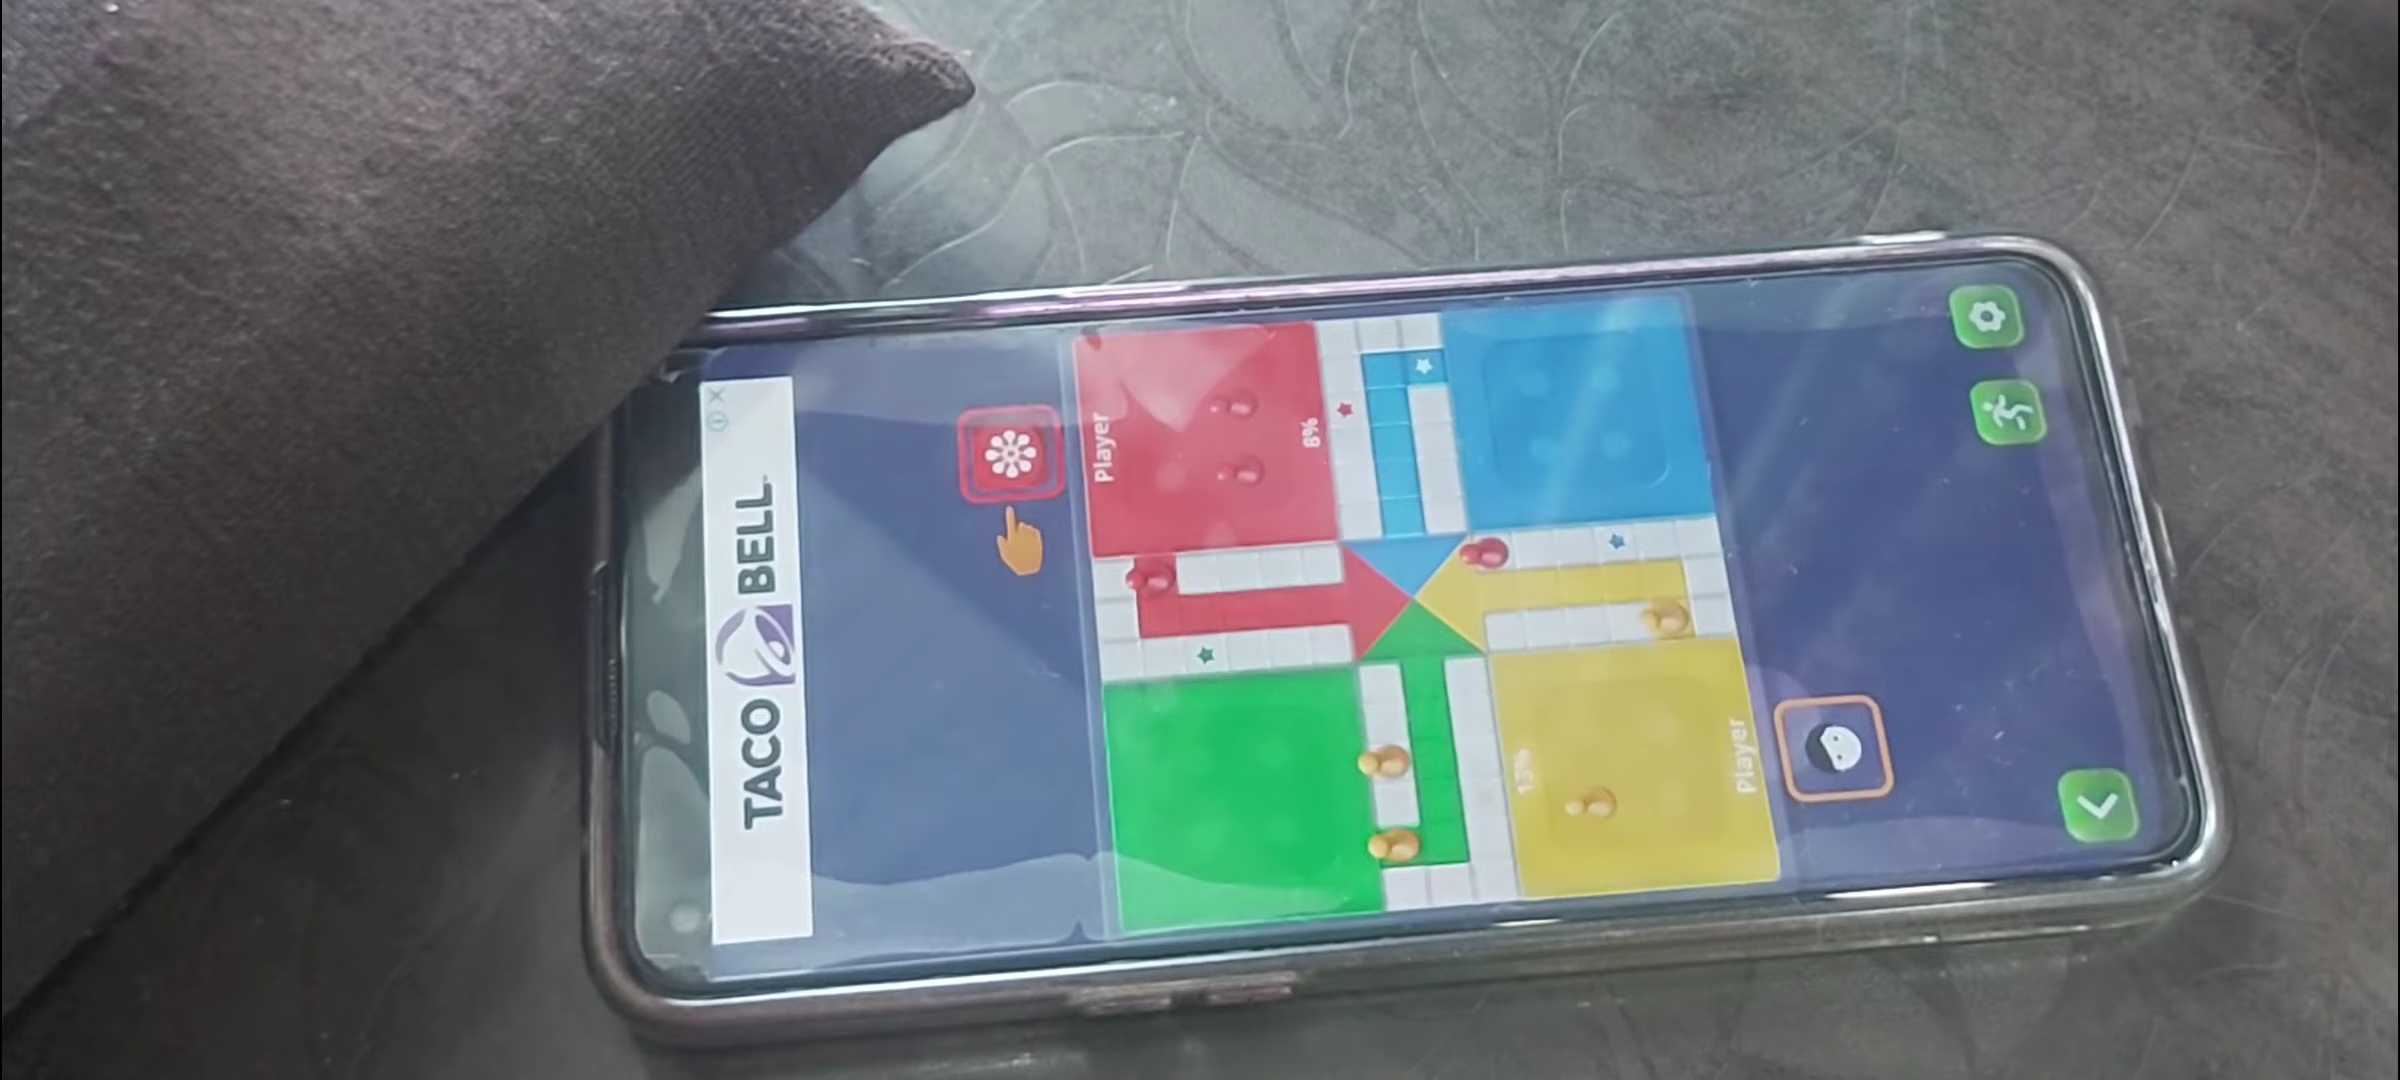 TACO BELL
Player
8%
13%
Player